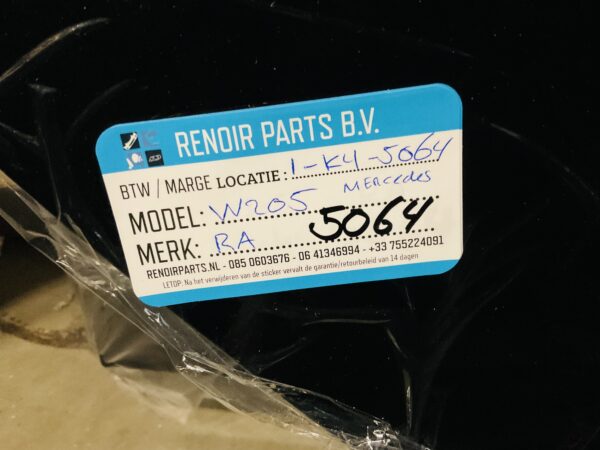 RENOIR PARTS B.V.
BTW / MARGE LOCATIE: 1-K4-5064
MODEL: W205 MERCEDES
MERK: RA 5064
RENOIRPARTS.NL - 085 0603676 - 06 41346994 - +33 755224091
LETOP: Na het verwijderen van de sticker vervalt de garantie/retourbeleid van 14 dagen